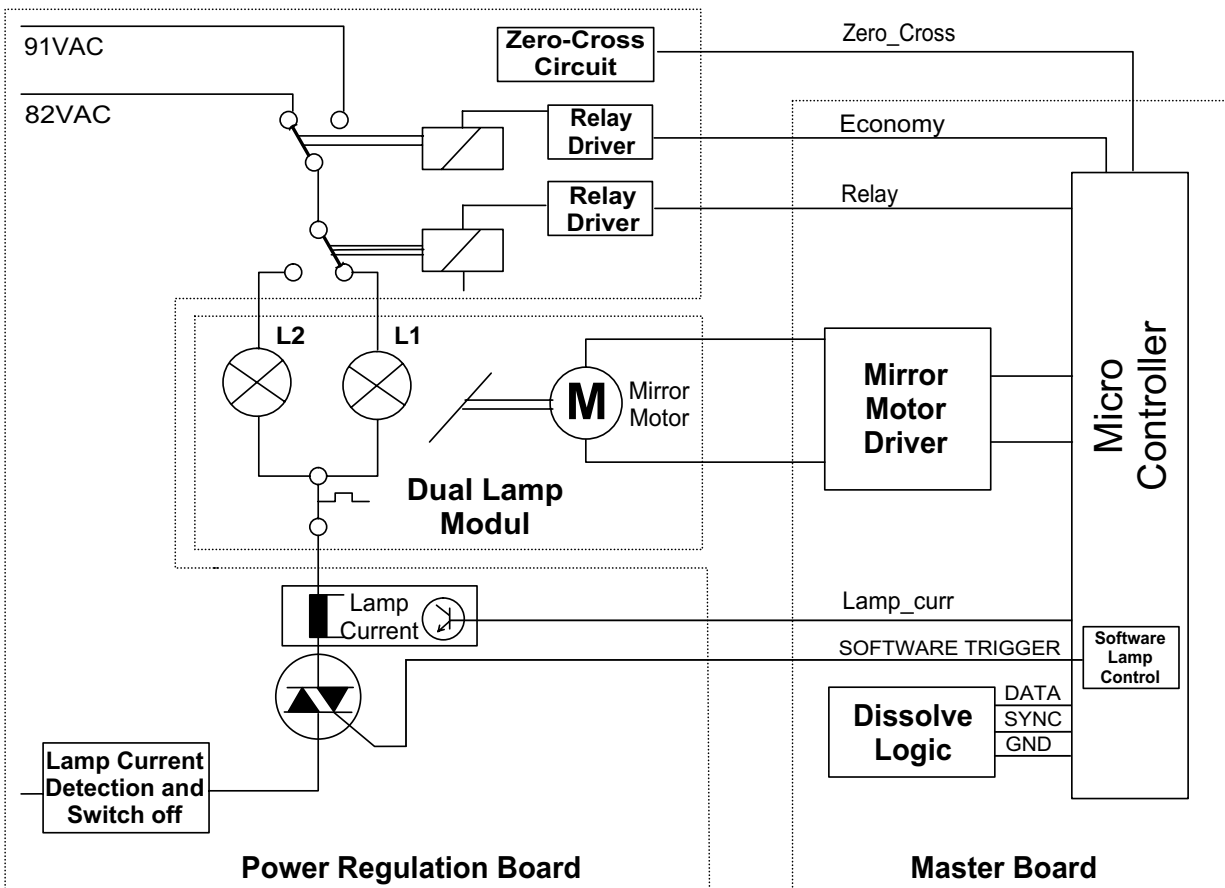 91VAC
82VAC
Zero-Cross
Circuit
Zero_Cross
Relay
Driver
Economy
Relay
Driver
Relay
L2
L1
M
Mirror
Motor
Mirror
Motor
Driver
Micro
Controller
Dual Lamp
Modul
Lamp
Current
Lamp_curr
SOFTWARE TRIGGER
Software
Lamp
Control
Dissolve
Logic
DATA
SYNC
GND
Lamp Current
Detection and
Switch off
Power Regulation Board
Master Board